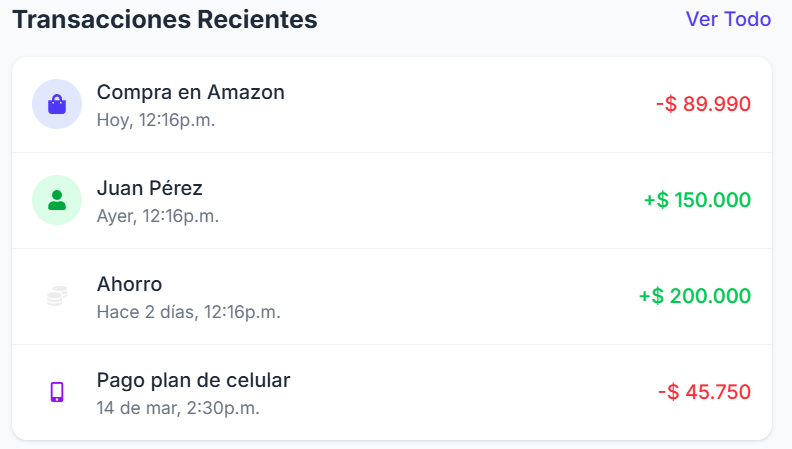 Transacciones Recientes
Ver Todo
Compra en Amazon
-$ 89.990
Hoy, 12:16p.m.
Juan Pérez
+$ 150.000
Ayer, 12:16p.m.
Ahorro
+$ 200.000
Hace 2 días, 12:16p.m.
Pago plan de celular
-$ 45.750
14 de mar, 2:30p.m.